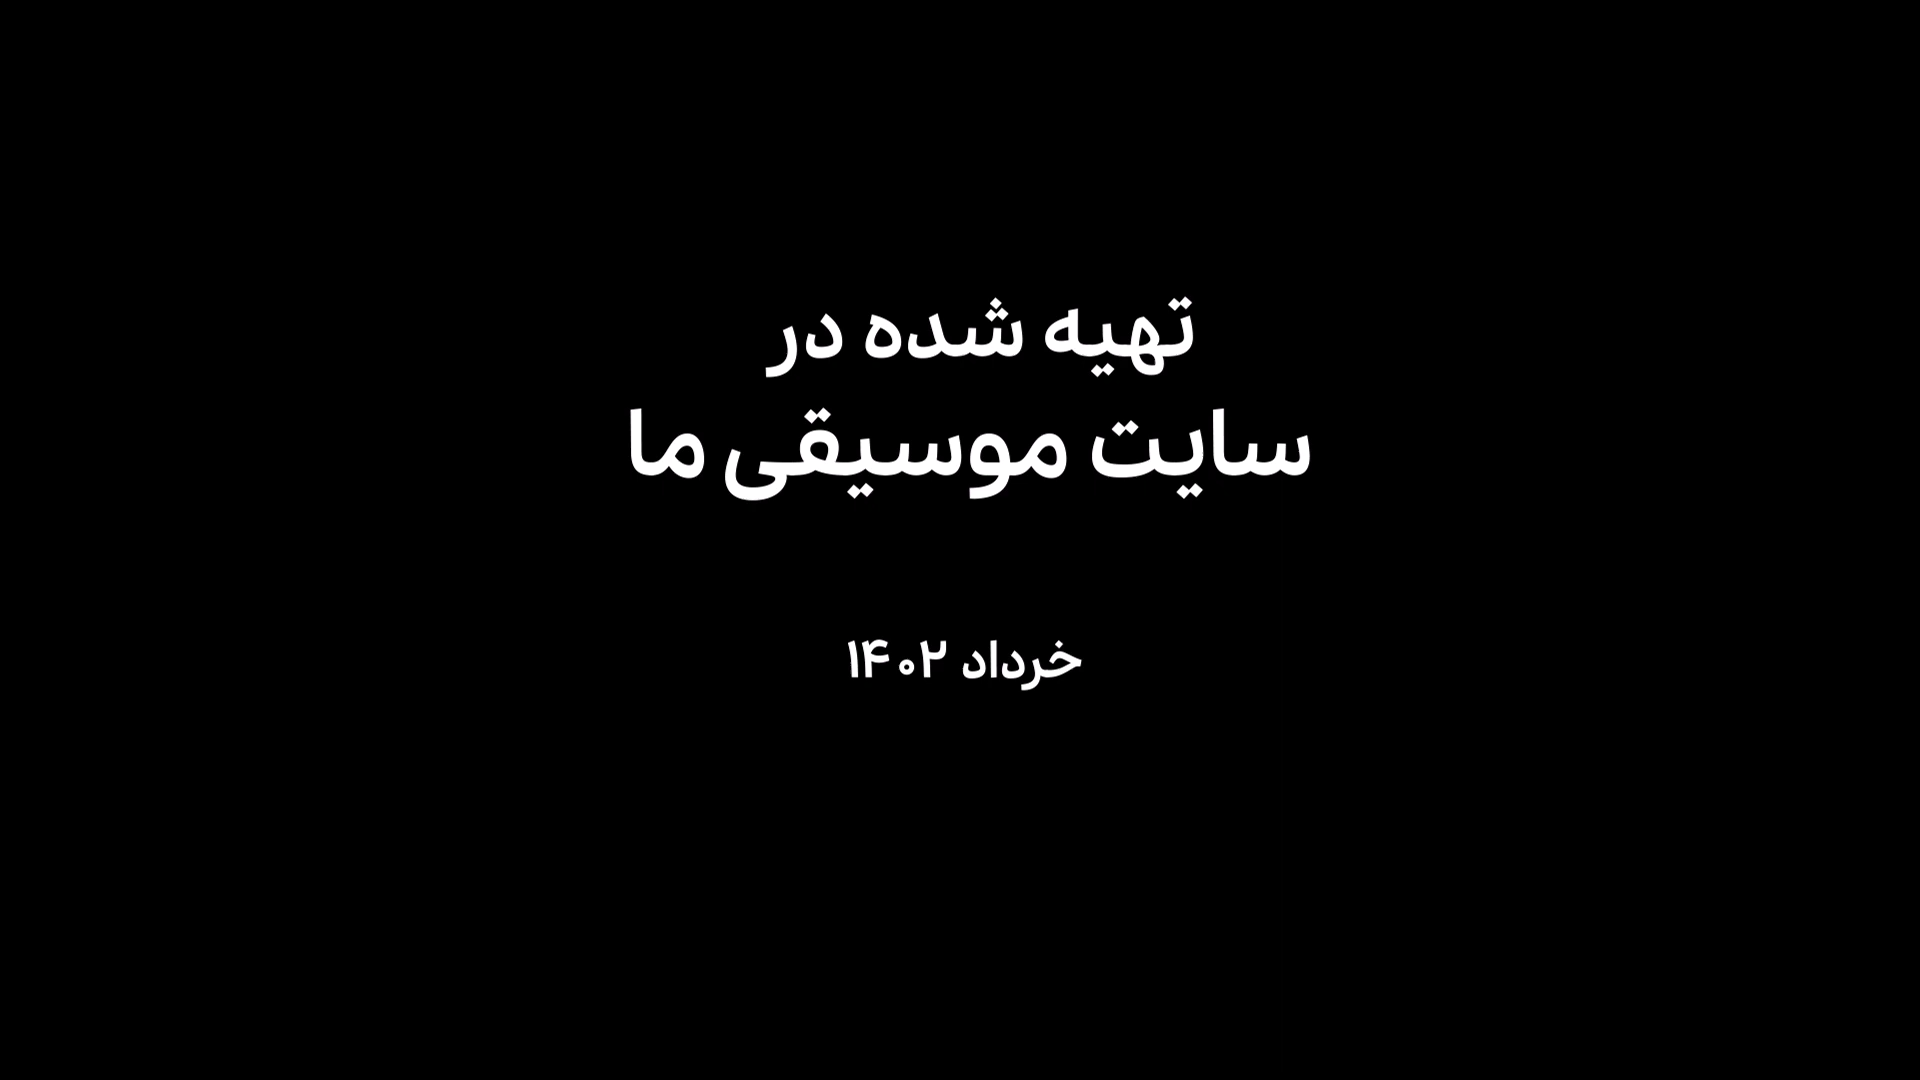 تهیه شده در
سایت موسیقی ما
خرداد ۱۴۰۲